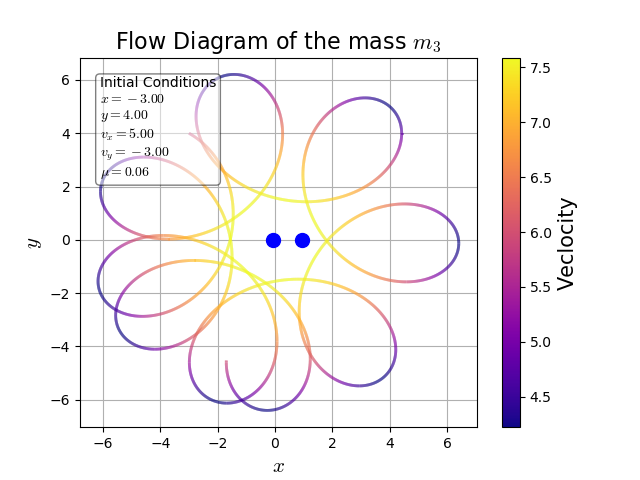 Flow Diagram of the mass m₃
Initial Conditions
x = −3.00
y = 4.00
vₓ = 5.00
v_y = −3.00
μ = 0.06
6
4
2
0
−2
−4
−6
y
−6 −4 −2 0 2 4 6
x
7.5
7.0
6.5
6.0
5.5
5.0
4.5
Veclocity